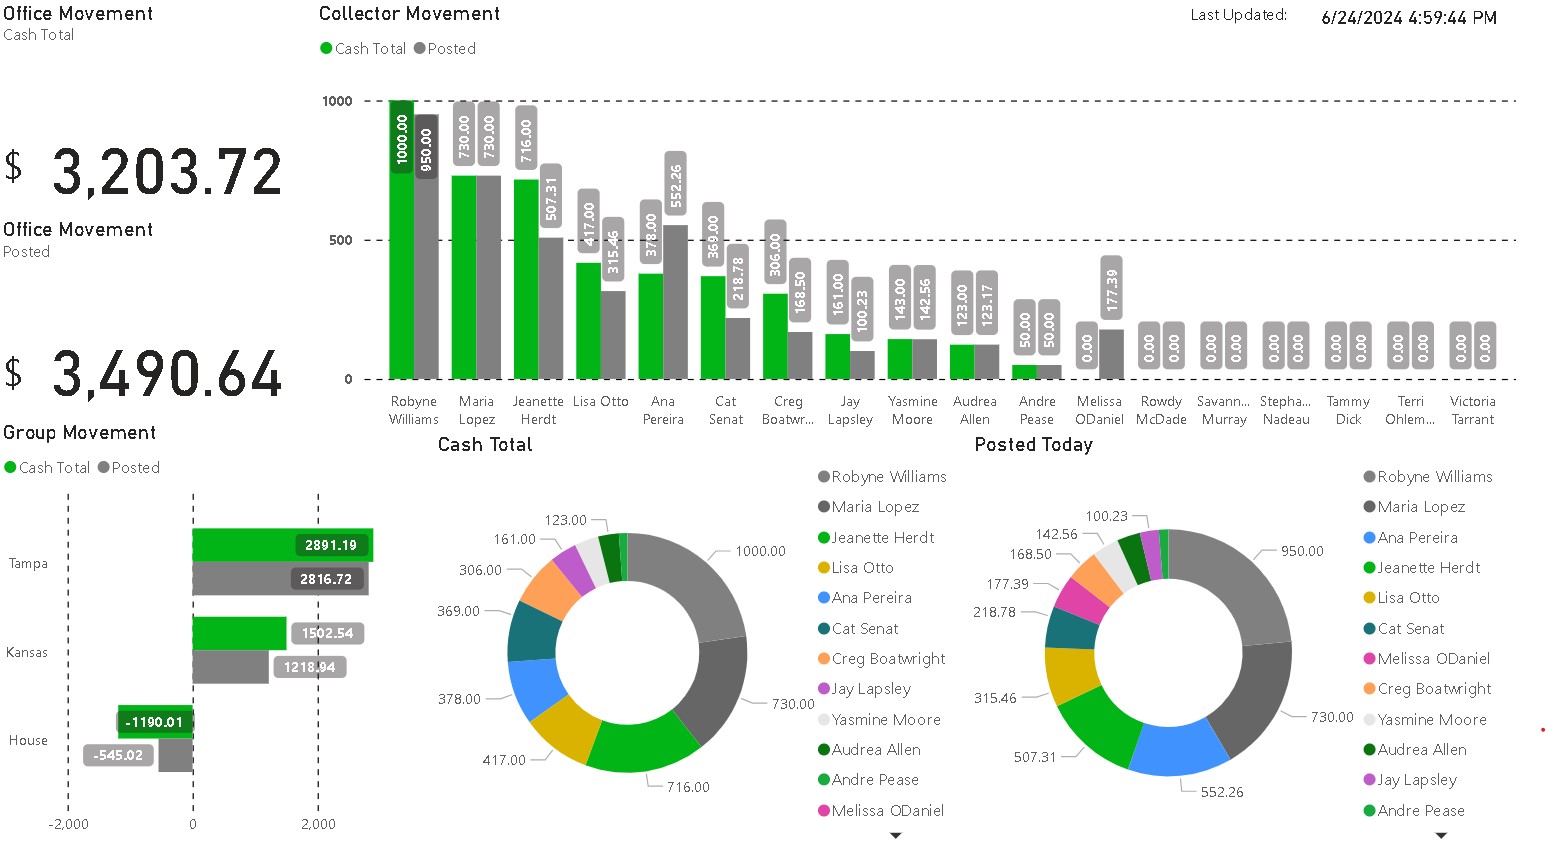 Office Movement
Cash Total
$ 3,203.72
Office Movement
Posted
$ 3,490.64
Collector Movement
Cash Total Posted
Last Updated: 6/24/2024 4:59:44 PM
1000
500
0
1000.00 950.00 730.00 730.00 716.00 507.31 417.00 315.46 378.00 552.26 369.00 218.78 306.00 168.50 161.00 100.23 143.00 142.56 123.00 123.17 50.00 50.00 0.00 177.39 0.00 0.00 0.00 0.00 0.00 0.00 0.00 0.00 0.00 0.00 0.00 0.00
Robyne Williams
Maria Lopez
Jeanette Herdt
Lisa Otto
Ana Pereira
Cat Senat
Creg Boatwr...
Jay Lapsley
Yasmine Moore
Audrea Allen
Andre Pease
Melissa ODaniel
Rowdy McDade
Savann... Murray
Stepha... Nadeau
Tammy Dick
Terri Ohlem...
Victoria Tarrant
Group Movement
Cash Total Posted
Tampa
2891.19
2816.72
Kansas
1502.54
1218.94
House
-1190.01
-545.02
-2,000 0 2,000
Cash Total
1000.00
730.00
716.00
417.00
378.00
369.00
306.00
161.00
123.00
Robyne Williams
Maria Lopez
Jeanette Herdt
Lisa Otto
Ana Pereira
Cat Senat
Creg Boatwright
Jay Lapsley
Yasmine Moore
Audrea Allen
Andre Pease
Melissa ODaniel
Posted Today
950.00
730.00
552.26
507.31
315.46
218.78
177.39
168.50
142.56
100.23
Robyne Williams
Maria Lopez
Ana Pereira
Jeanette Herdt
Lisa Otto
Cat Senat
Melissa ODaniel
Creg Boatwright
Yasmine Moore
Audrea Allen
Jay Lapsley
Andre Pease